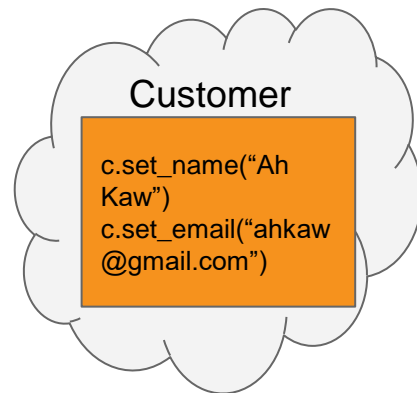 Customer
c.set_name(“Ah
Kaw”)
c.set_email(“ahkaw
@gmail.com”)